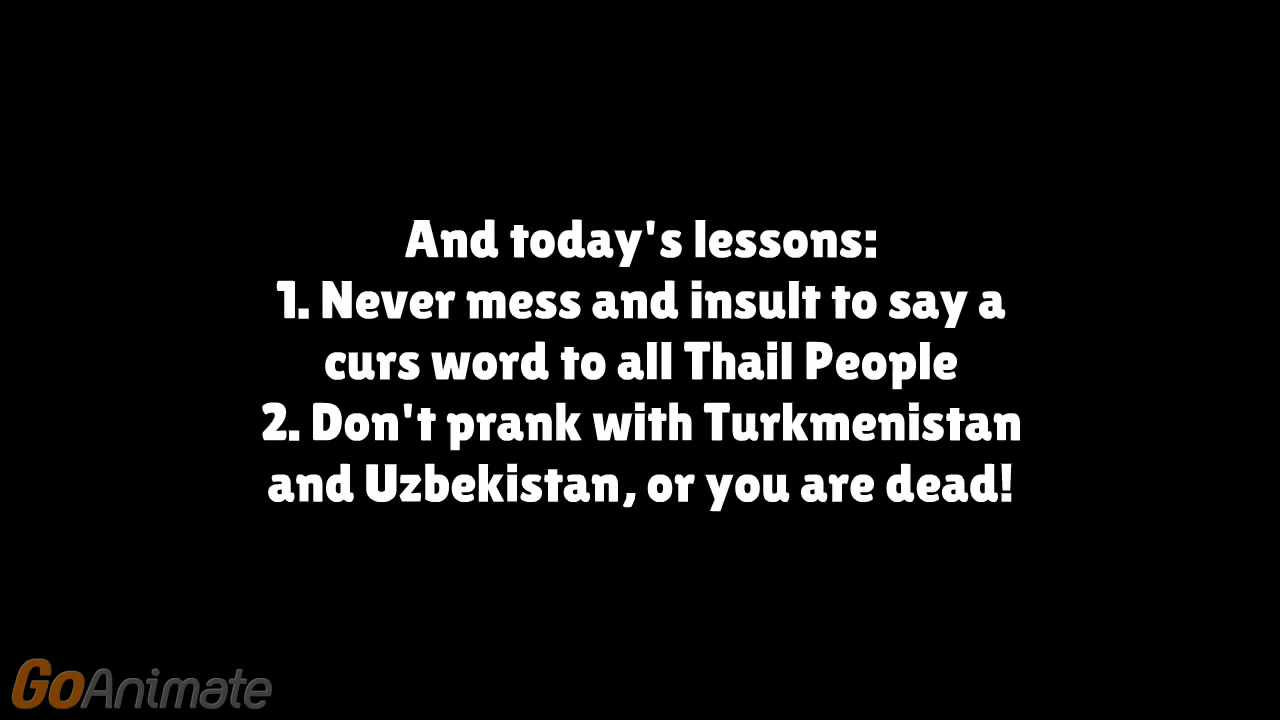 And today's lessons:
1. Never mess and insult to say a
curs word to all Thail People
2. Don't prank with Turkmenistan
and Uzbekistan, or you are dead!
GoAnimate